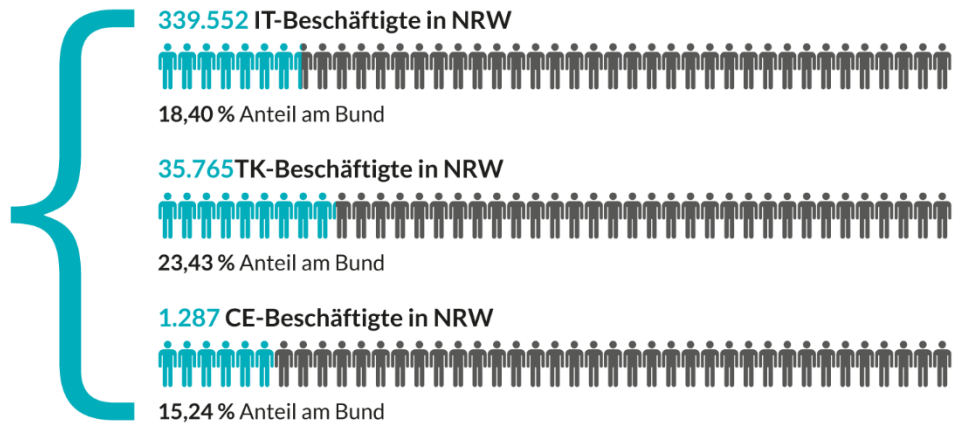 339.552 IT-Beschäftigte in NRW
18,40 % Anteil am Bund
35.765TK-Beschäftigte in NRW
23,43 % Anteil am Bund
1.287 CE-Beschäftigte in NRW
15,24 % Anteil am Bund